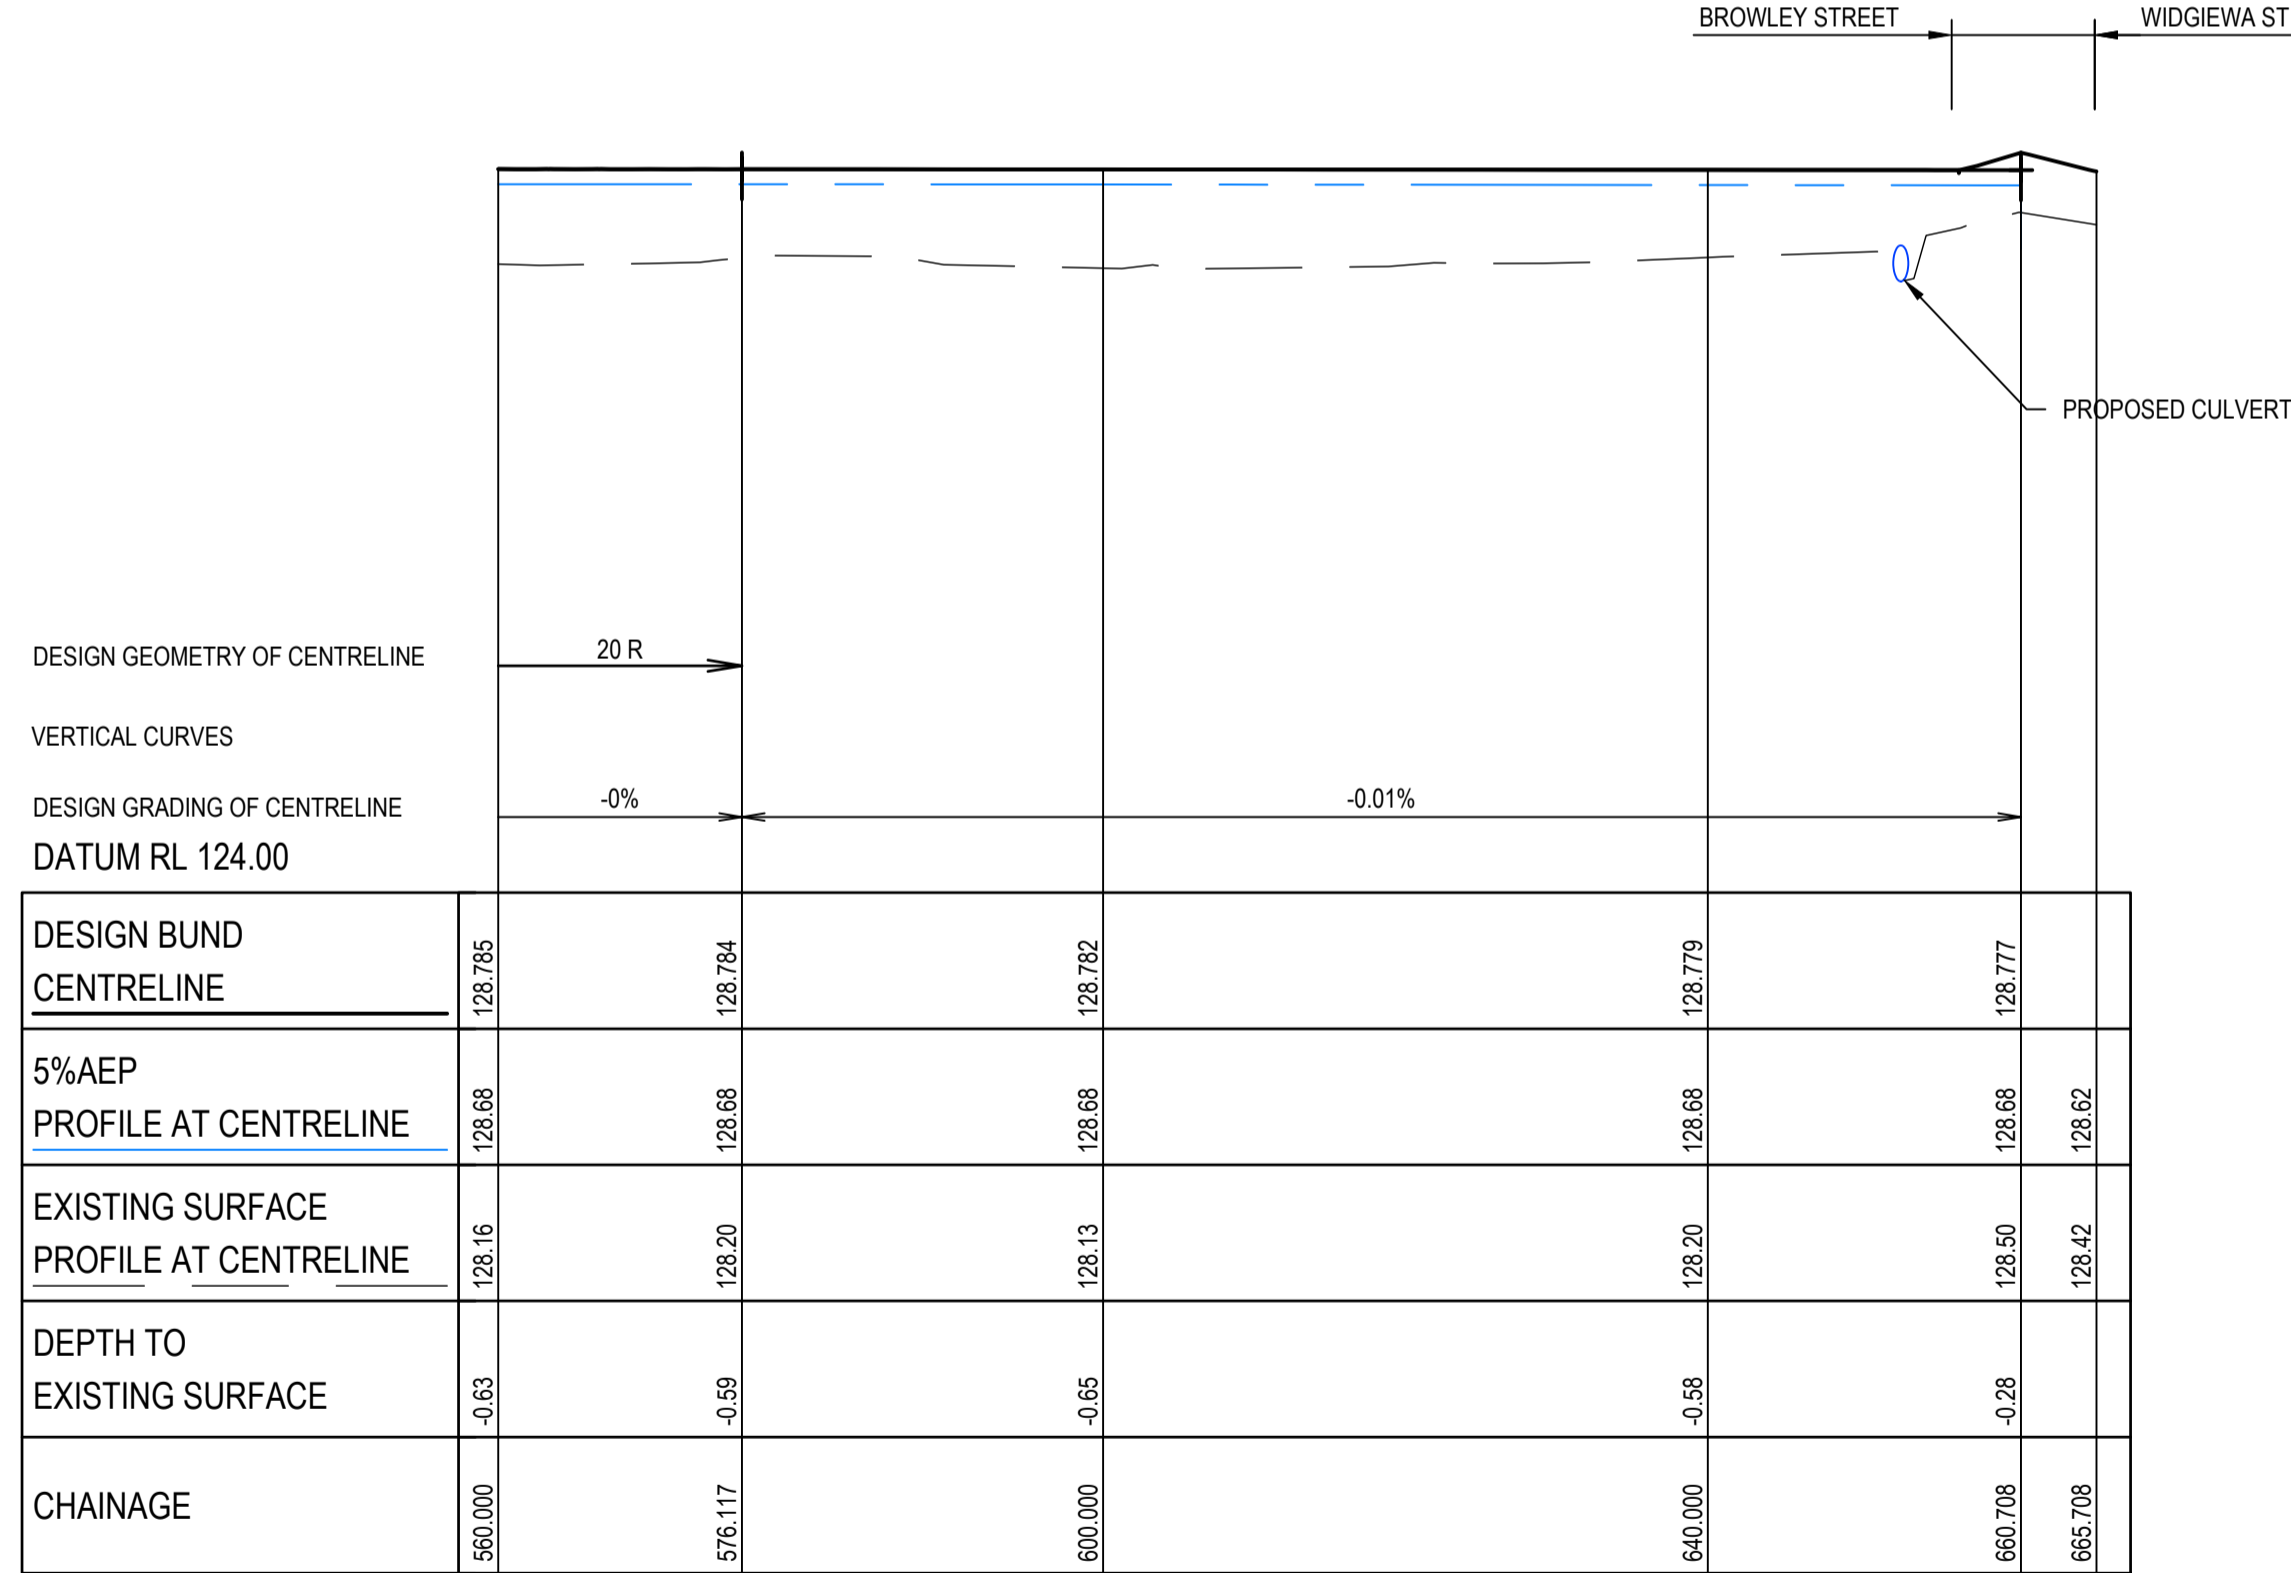 BROWLEY STREET
WIDGIEWA ST
PROPOSED CULVERT
DESIGN GEOMETRY OF CENTRELINE
20 R
VERTICAL CURVES
DESIGN GRADING OF CENTRELINE
-0%
-0.01%
DATUM RL 124.00
DESIGN BUND
CENTRELINE
128.785
128.784
128.782
128.779
128.777
5%AEP
PROFILE AT CENTRELINE
128.68
128.68
128.68
128.68
128.68
128.62
EXISTING SURFACE
PROFILE AT CENTRELINE
128.16
128.20
128.13
128.20
128.50
128.42
DEPTH TO
EXISTING SURFACE
-0.63
-0.59
-0.65
-0.58
-0.28
CHAINAGE
560.000
576.117
600.000
640.000
660.708
665.708